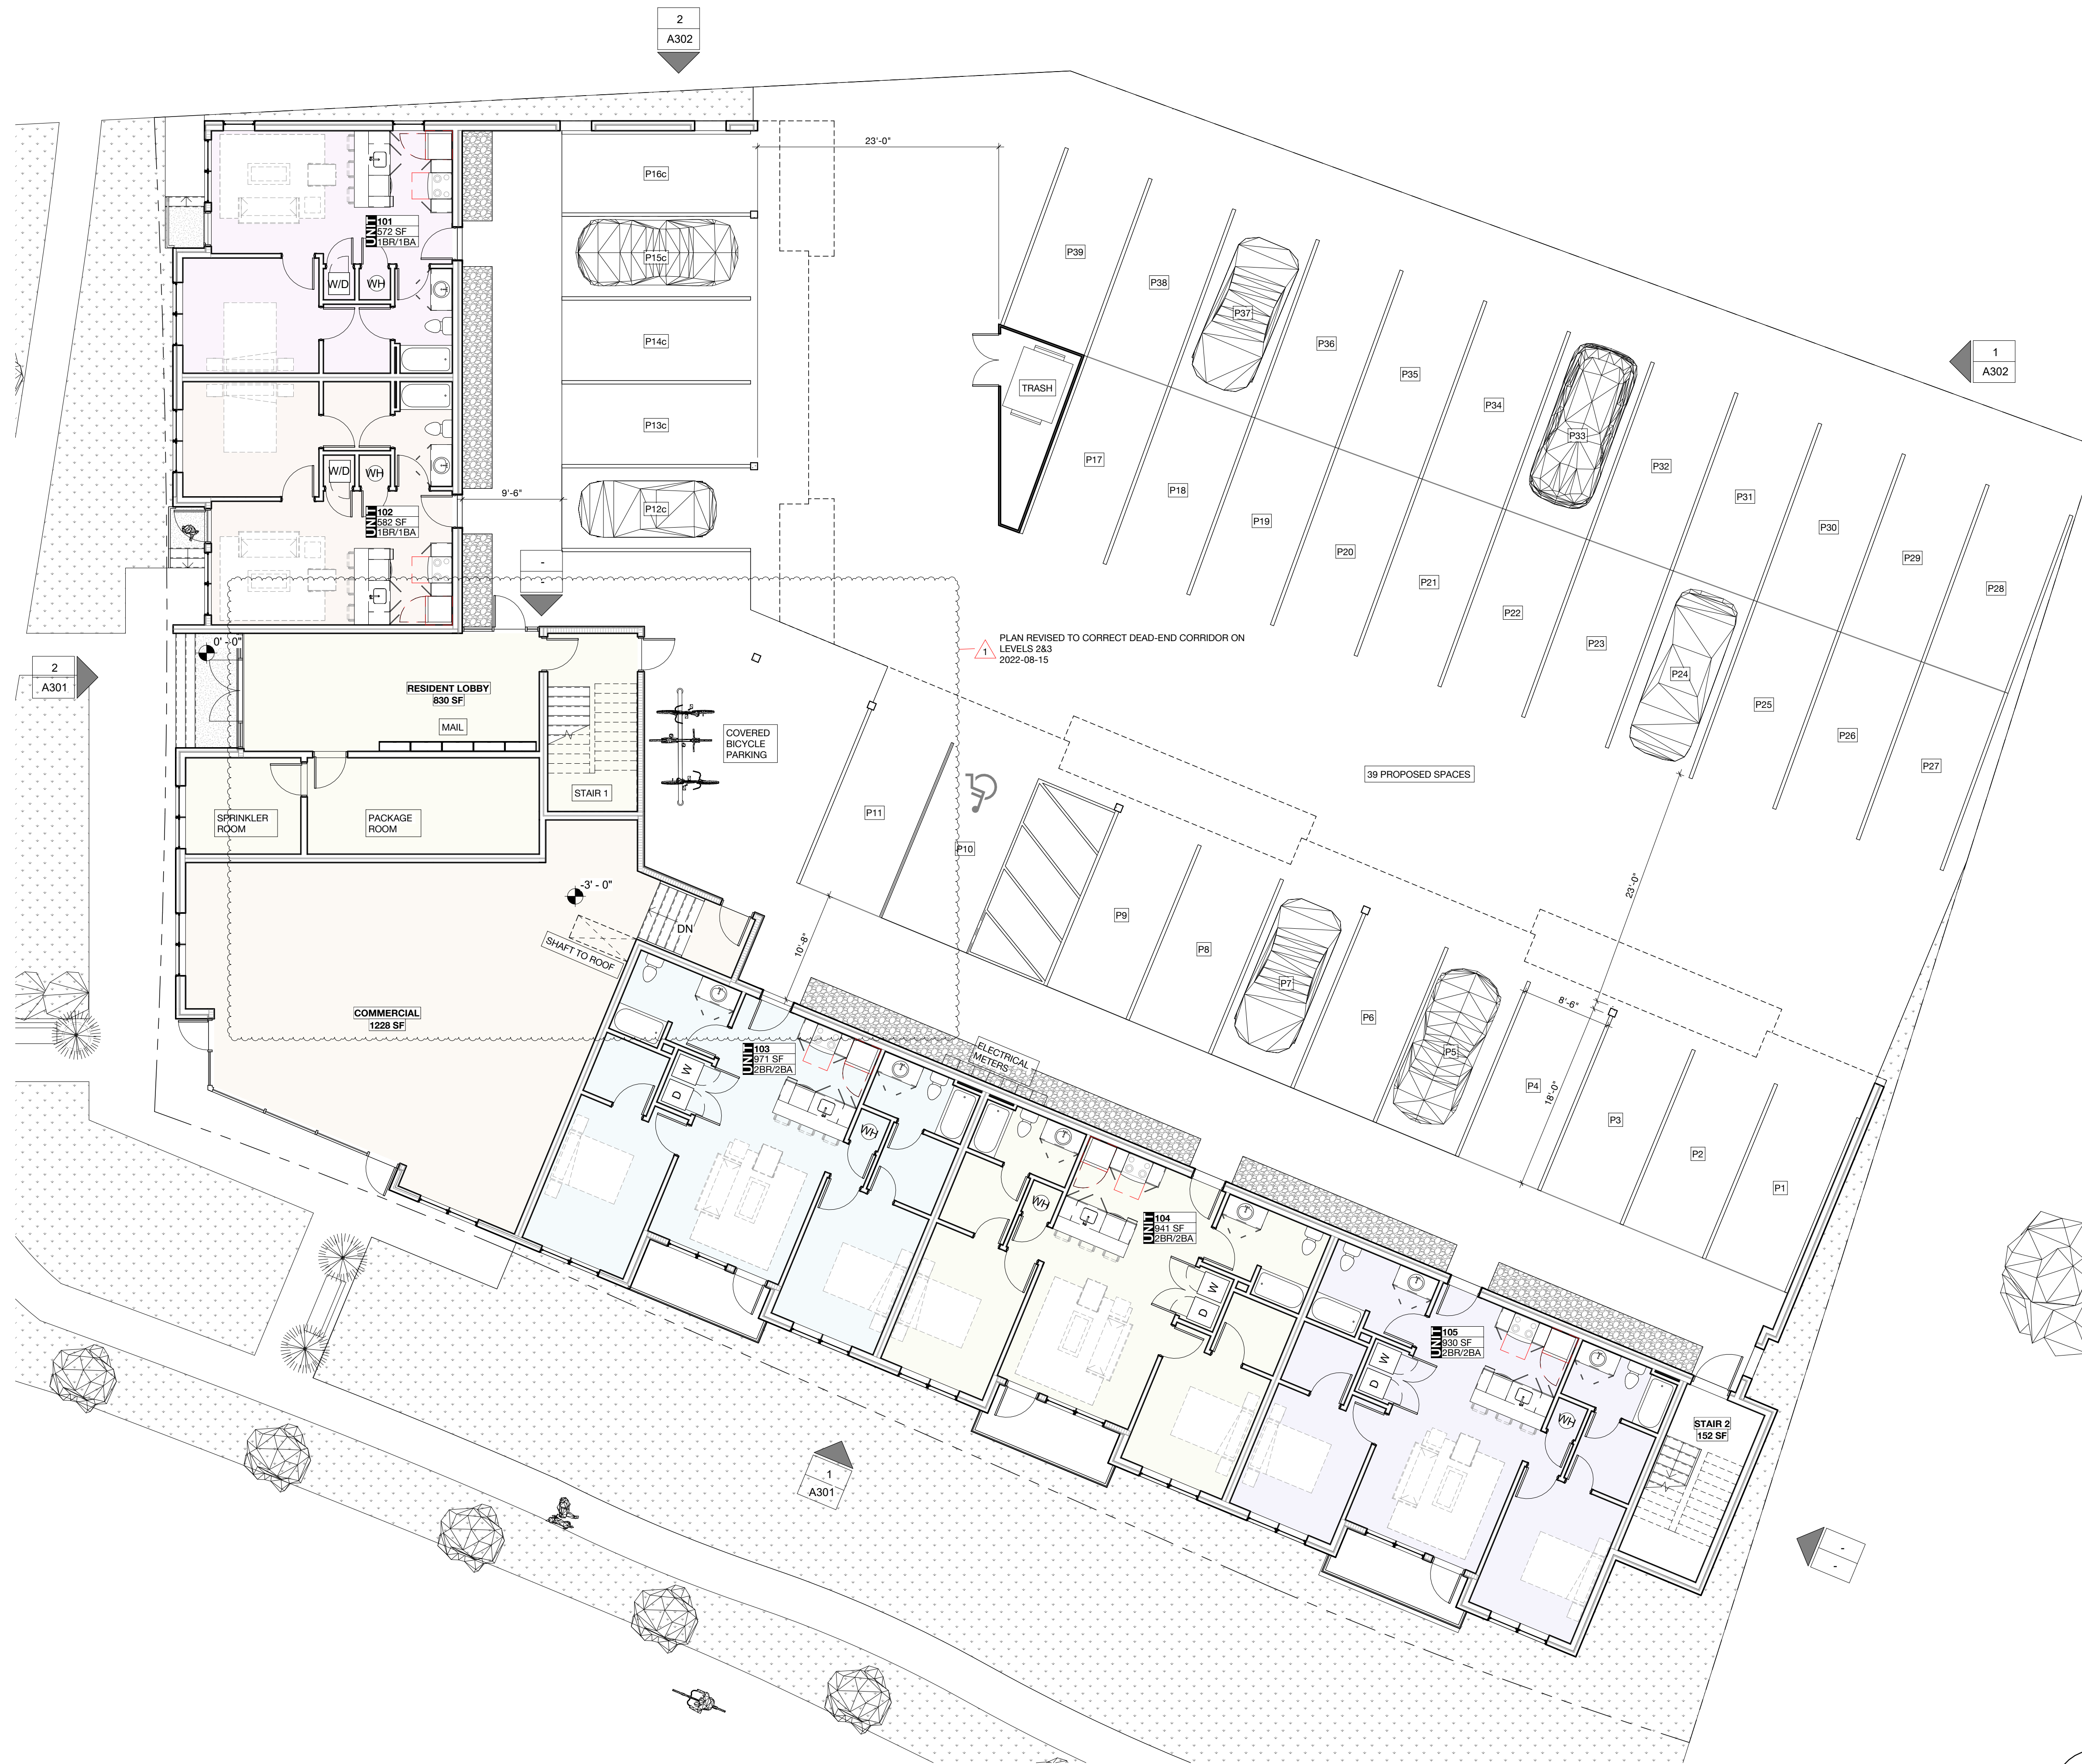 2
A302
23'-0"
P16c
P15c
P14c
P13c
P12c
UNIT
101
572 SF
1BR/1BA
W/D
WH
W/D
WH
UNIT
102
582 SF
1BR/1BA
9'-6"
-
-
P39
P38
P37
P36
P35
P34
P33
P32
P31
P30
P29
P28
TRASH
P17
P18
P19
P20
P21
P22
P23
P24
P25
P26
P27
1
A302
1
PLAN REVISED TO CORRECT DEAD-END CORRIDOR ON
LEVELS 2&3
2022-08-15
0' - 0"
2
A301
RESIDENT LOBBY
830 SF
MAIL
COVERED
BICYCLE
PARKING
STAIR 1
SPRINKLER
ROOM
PACKAGE
ROOM
39 PROPOSED SPACES
P11
P10
P9
P8
P7
P6
P5
P4
P3
P2
P1
23'-0"
8'-6"
18'-0"
10'-8"
-3' - 0"
DN
SHAFT TO ROOF
COMMERCIAL
1228 SF
ELECTRICAL
METERS
UNIT
103
971 SF
2BR/2BA
W
D
WH
WH
UNIT
104
941 SF
2BR/2BA
W
D
UNIT
105
930 SF
2BR/2BA
W
D
WH
STAIR 2
152 SF
1
A301
-
-